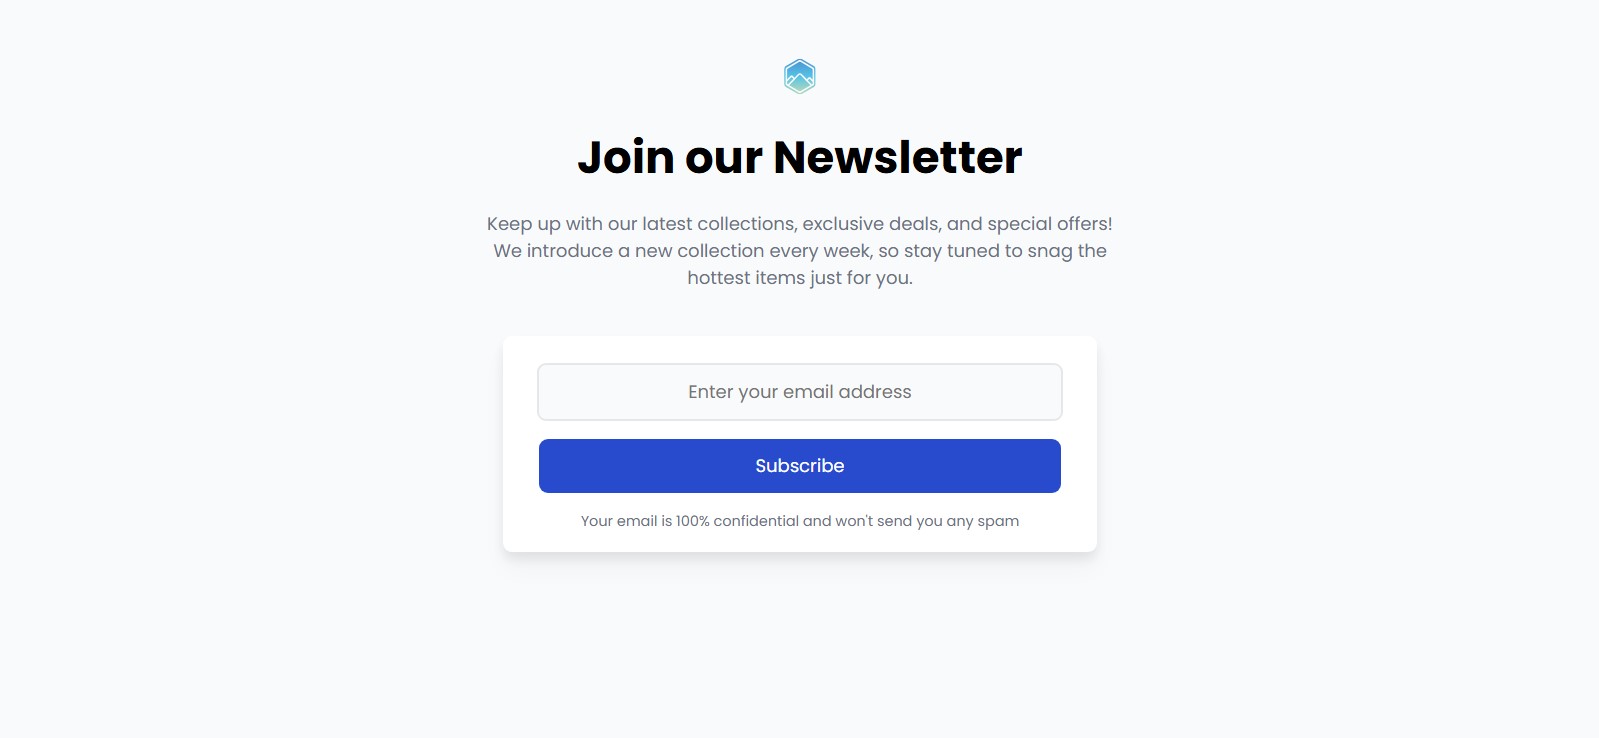 Join our Newsletter
Keep up with our latest collections, exclusive deals, and special offers!
We introduce a new collection every week, so stay tuned to snag the
hottest items just for you.
Enter your email address
Subscribe
Your email is 100% confidential and won't send you any spam